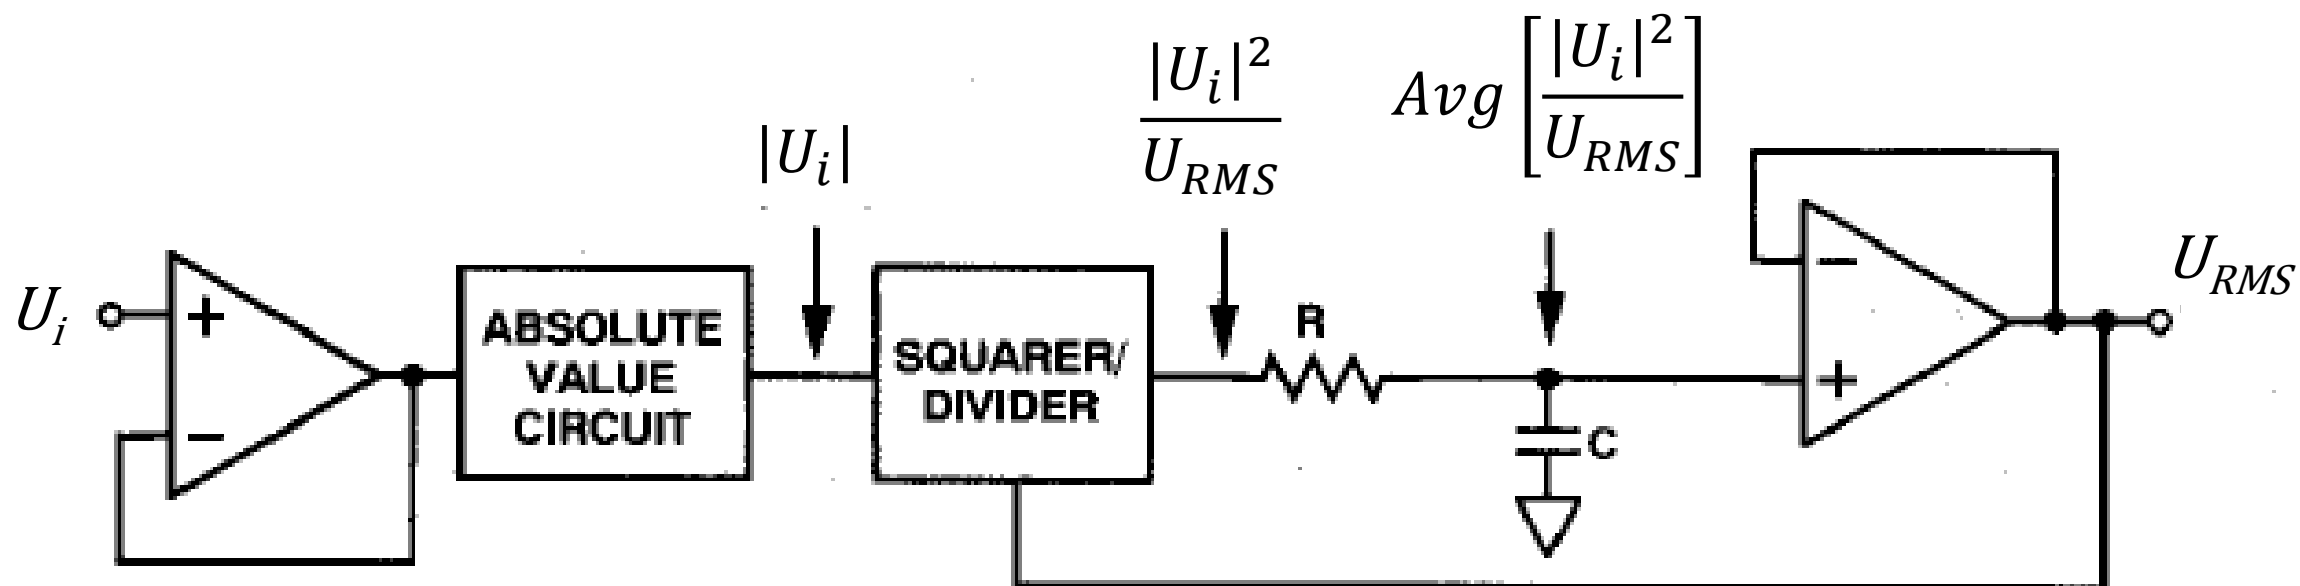 |U_i|
|U_i|^2 / U_RMS
Avg [|U_i|^2 / U_RMS]
U_i
+
−
ABSOLUTE
VALUE
CIRCUIT
SQUARER/
DIVIDER
R
C
−
+
U_RMS